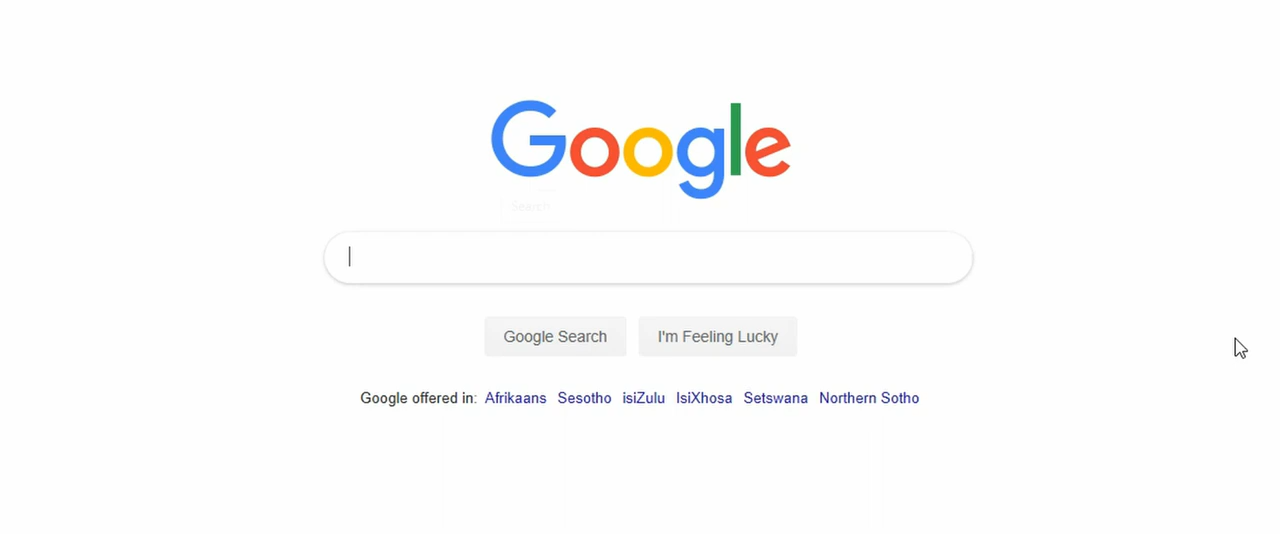 Google
Search
Google Search I'm Feeling Lucky
Google offered in: Afrikaans Sesotho isiZulu IsiXhosa Setswana Northern Sotho